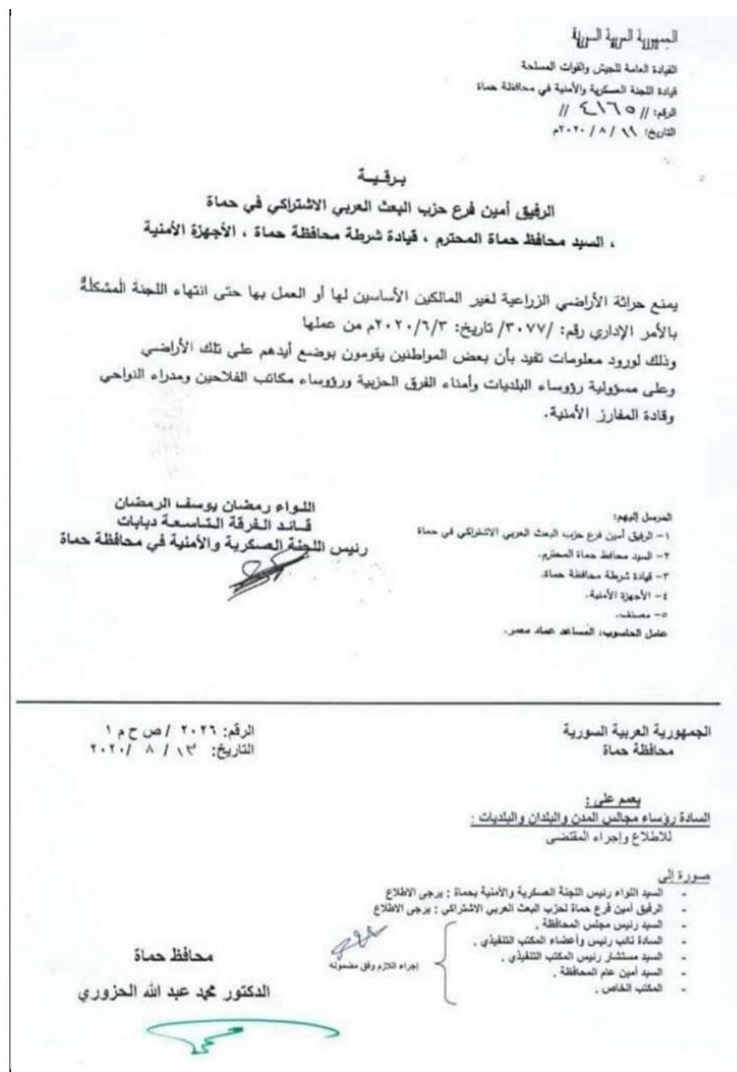 الجمهورية العربية السورية
القيادة العامة للجيش والقوات المسلحة
قيادة اللجنة العسكرية والأمنية في محافظة حماة
الرقم: // ٤١٦٥ //
التاريخ: ١١ / ٨ / ٢٠٢٠م
برقيـة
الرفيق أمين فرع حزب البعث العربي الاشتراكي في حماة
، السيد محافظ حماة المحترم ، قيادة شرطة محافظة حماة ، الأجهزة الأمنية
يمنع حراثة الأراضي الزراعية لغير المالكين الأساسين لها أو العمل بها حتى انتهاء اللجنة المشكلة
بالأمر الإداري رقم: /٣٠٧٧/ تاريخ: ٢٠٢٠/٦/٣م من عملها
وذلك لورود معلومات تفيد بأن بعض المواطنين يقومون بوضع أيدهم على تلك الأراضي
وعلى مسؤولية رؤوساء البلديات وأمناء الفرق الحزبية ورؤوساء مكاتب الفلاحين ومدراء النواحي
وقادة المفارز الأمنية.
اللواء رمضان يوسف الرمضان
قـائد الفرقة التـاسعـة دبابات
رئيس اللجنة العسكرية والأمنية في محافظة حماة
المرسل إليهم:
١- الرفيق أمين فرع حزب البعث العربي الاشتراكي في حماة
٢- السيد محافظ حماة المحترم.
٣- قيادة شرطة محافظة حماة.
٤- الأجهزة الأمنية.
٥- مصنف.
عامل الحاسوب: المساعد عماد معمر.
الجمهورية العربية السورية
محافظة حماة
الرقم: ٢٠٢٦ / ص ح م ١
التاريخ: ١٣ / ٨ / ٢٠٢٠
يعمم على :
السادة رؤساء مجالس المدن والبلدان والبلديات :
للاطلاع وإجراء المقتضى
صورة إلى
- السيد اللواء رئيس اللجنة العسكرية والأمنية بحماة : يرجى الاطلاع
- الرفيق أمين فرع حماة لحزب البعث العربي الاشتراكي : يرجى الاطلاع
- السيد رئيس مجلس المحافظة .
- السادة نائب رئيس وأعضاء المكتب التنفيذي .
- السيد مستشار رئيس المكتب التنفيذي .
- السيد أمين عام المحافظة .
- المكتب الخاص .
إجراء اللازم وفق مضمونه
محافظ حماة
الدكتور محمد عبد الله الحزوري